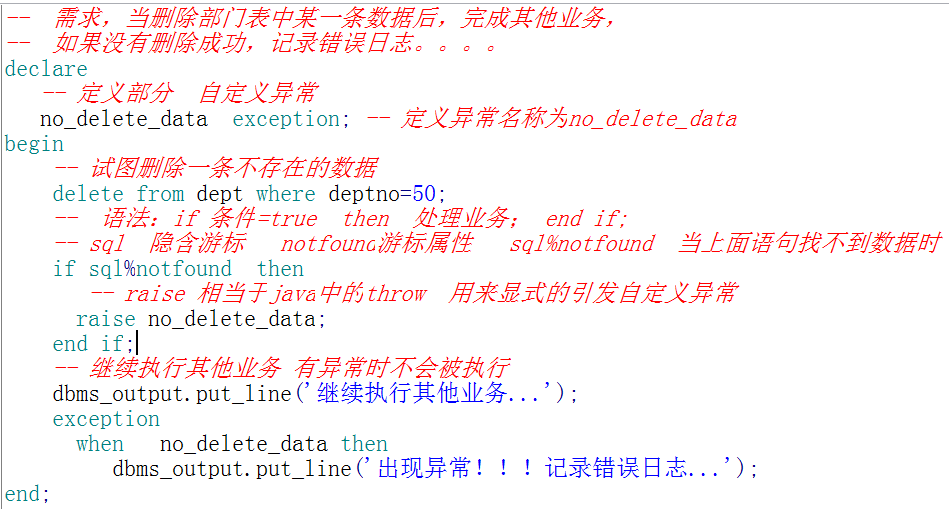 --  需求，当删除部门表中某一条数据后，完成其他业务，
--  如果没有删除成功，记录错误日志。。。。
declare
-- 定义部分  自定义异常
no_delete_data  exception; -- 定义异常名称为no_delete_data
begin
-- 试图删除一条不存在的数据
delete from dept where deptno=50;
--  语法：if 条件=true  then  处理业务； end if;
-- sql  隐含游标   notfound游标属性   sql%notfound  当上面语句找不到数据时
if sql%notfound  then
-- raise 相当于java中的throw  用来显式的引发自定义异常
raise no_delete_data;
end if;
-- 继续执行其他业务 有异常时不会被执行
dbms_output.put_line('继续执行其他业务...');
exception
when   no_delete_data then
dbms_output.put_line('出现异常！！！记录错误日志...');
end;